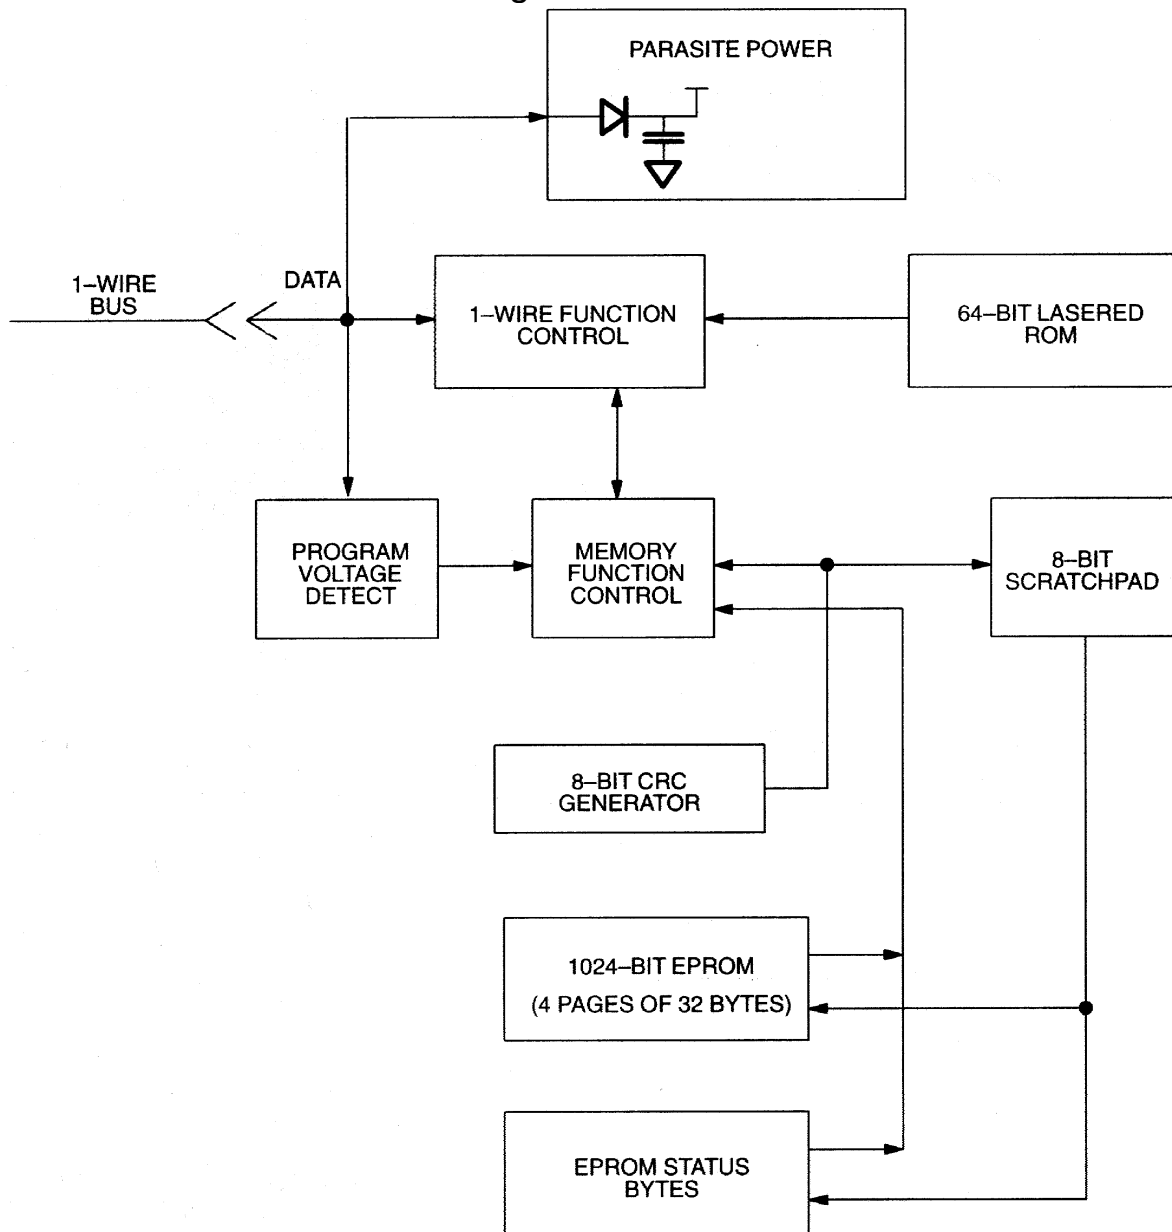 PARASITE POWER
1–WIRE
BUS
DATA
1–WIRE FUNCTION
CONTROL
64–BIT LASERED
ROM
PROGRAM
VOLTAGE
DETECT
MEMORY
FUNCTION
CONTROL
8–BIT
SCRATCHPAD
8–BIT CRC
GENERATOR
1024–BIT EPROM
(4 PAGES OF 32 BYTES)
EPROM STATUS
BYTES